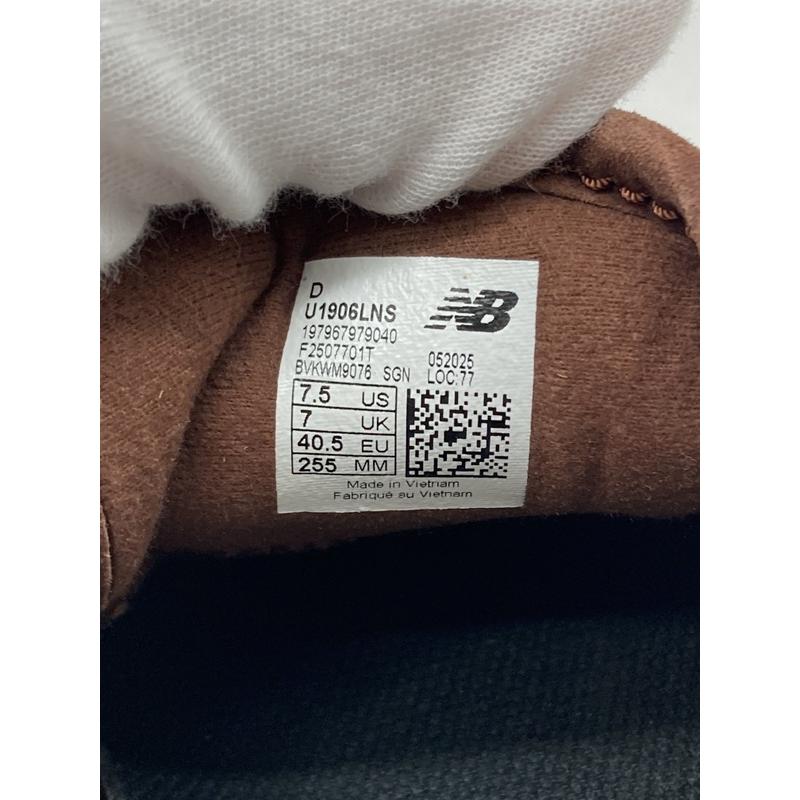 D
U1906LNS
NB
197967979040
F2507701T 052025
BVKWM9076 SGN LOC:77
7.5 US
7 UK
40.5 EU
255 MM
Made in Vietnam
Fabriqué au Vietnam